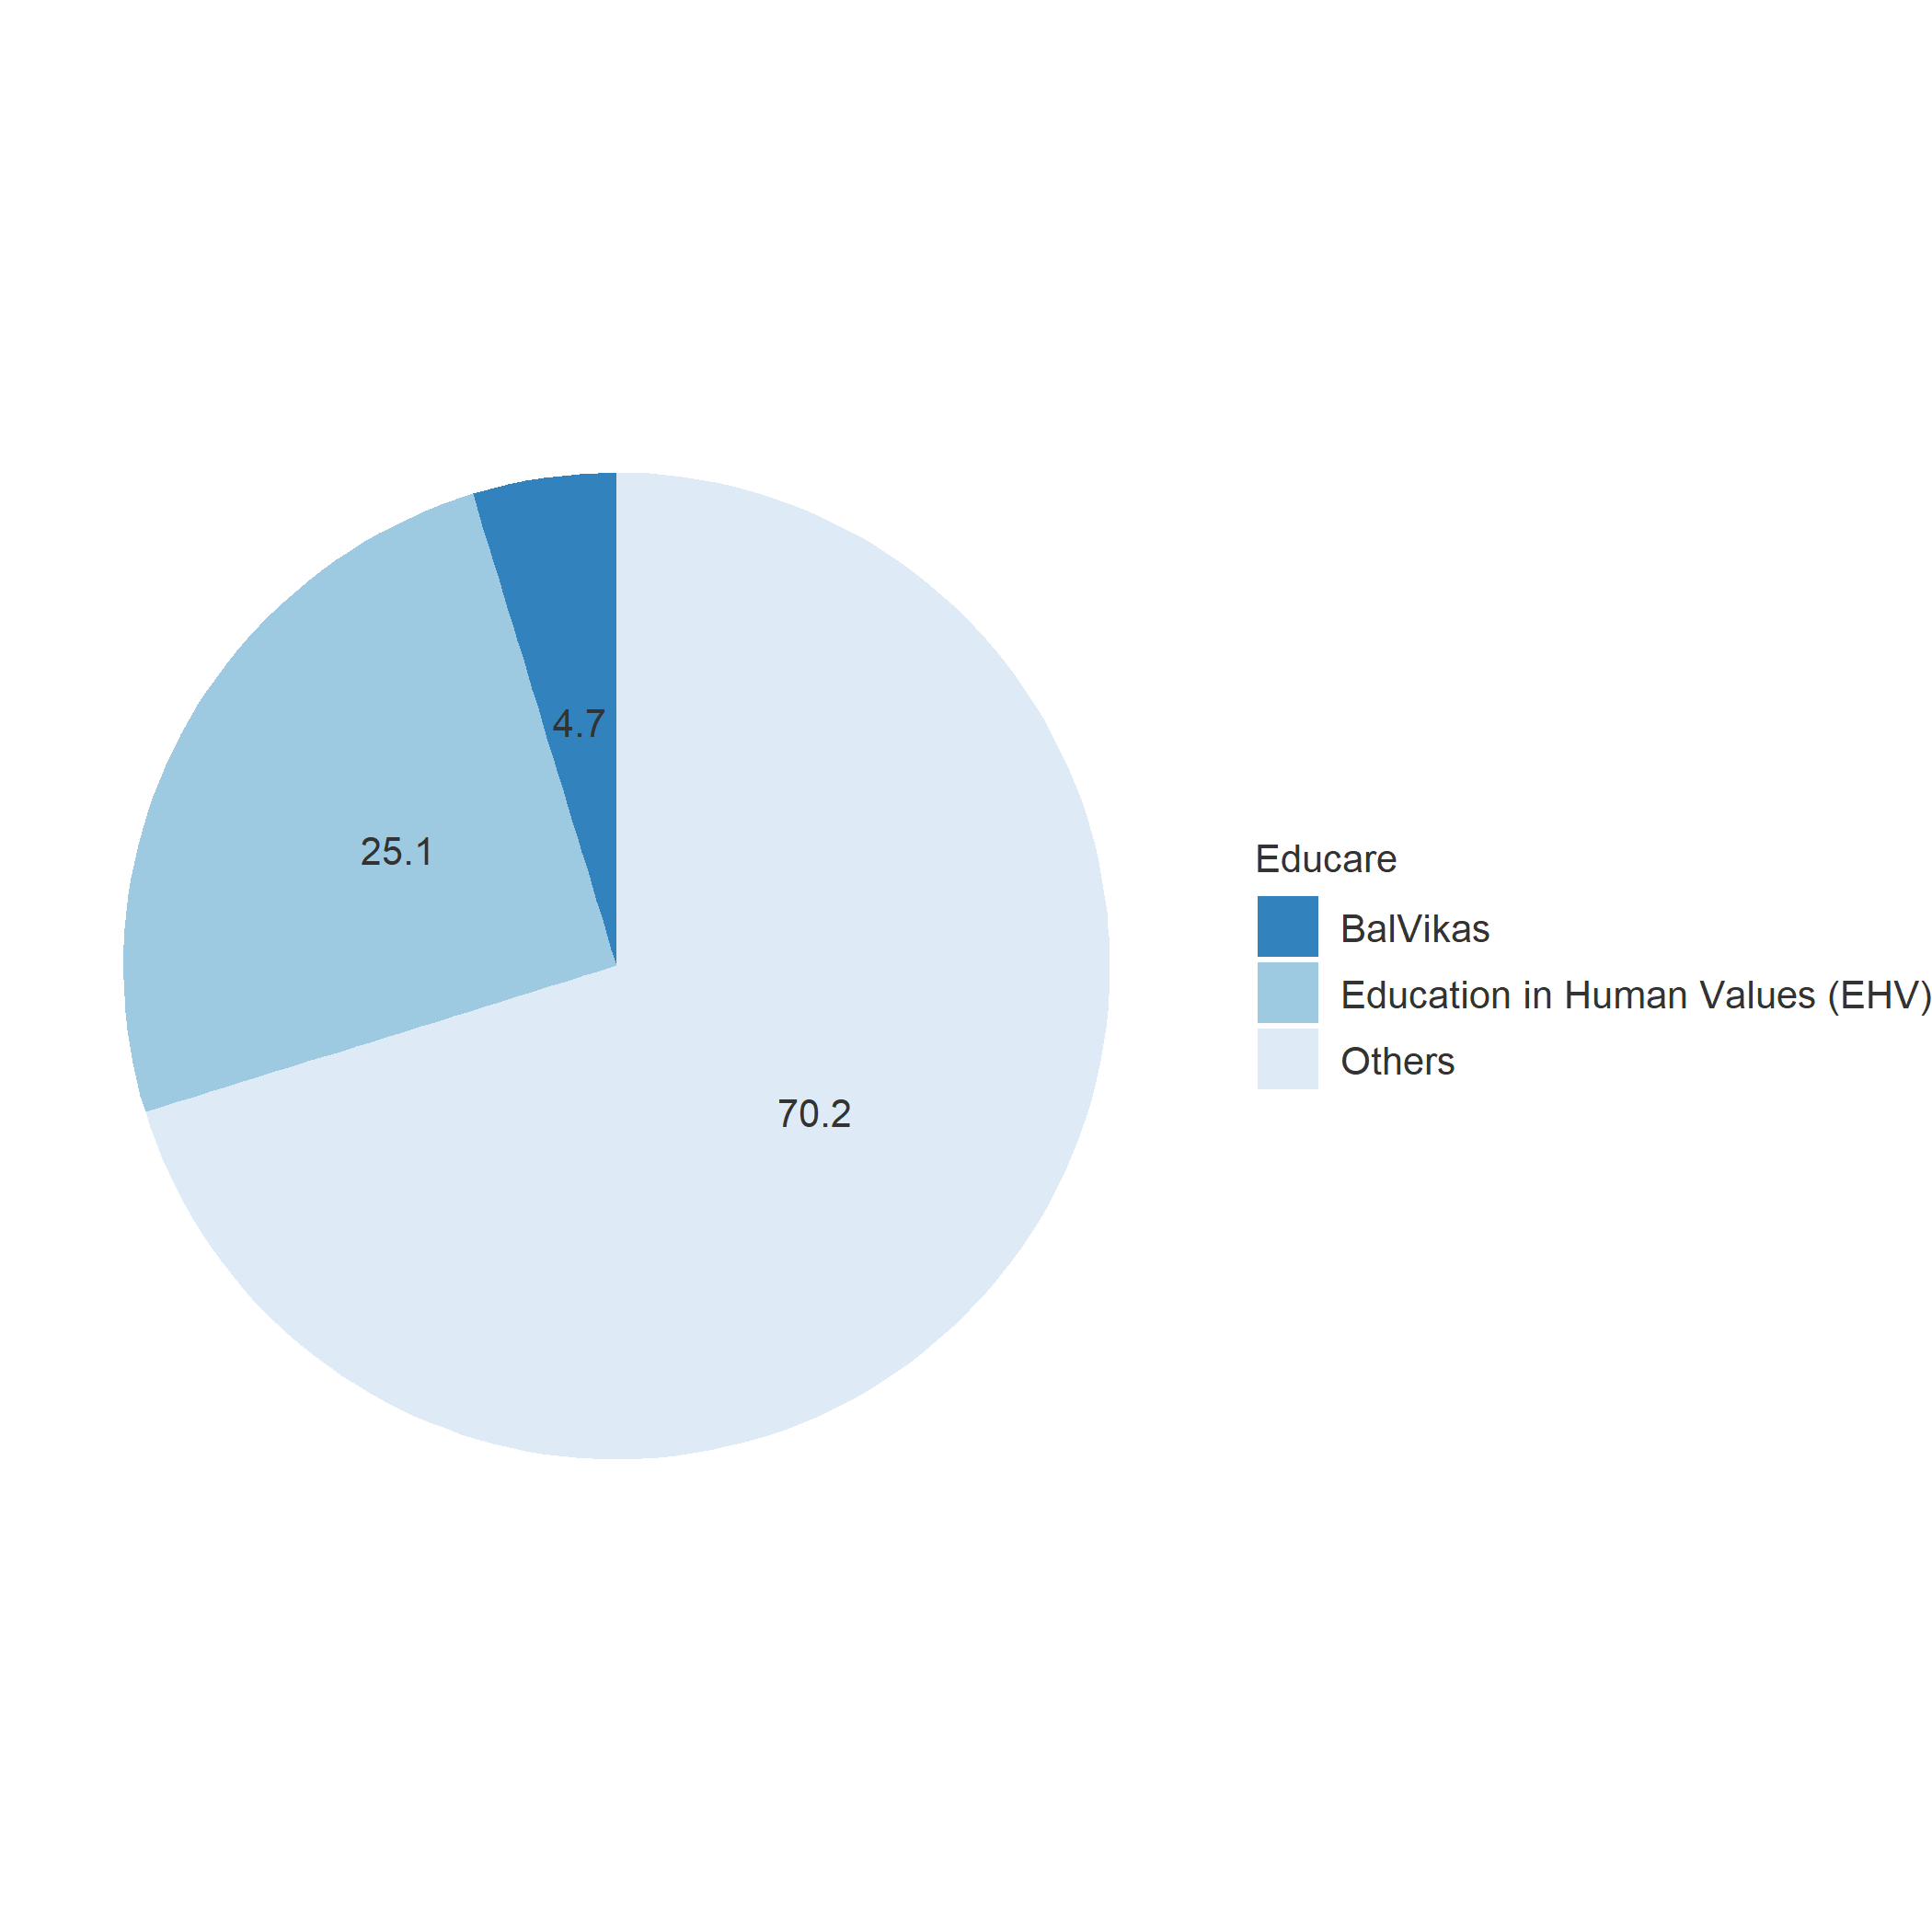 4.7
25.1
70.2
Educare
BalVikas
Education in Human Values (EHV)
Others